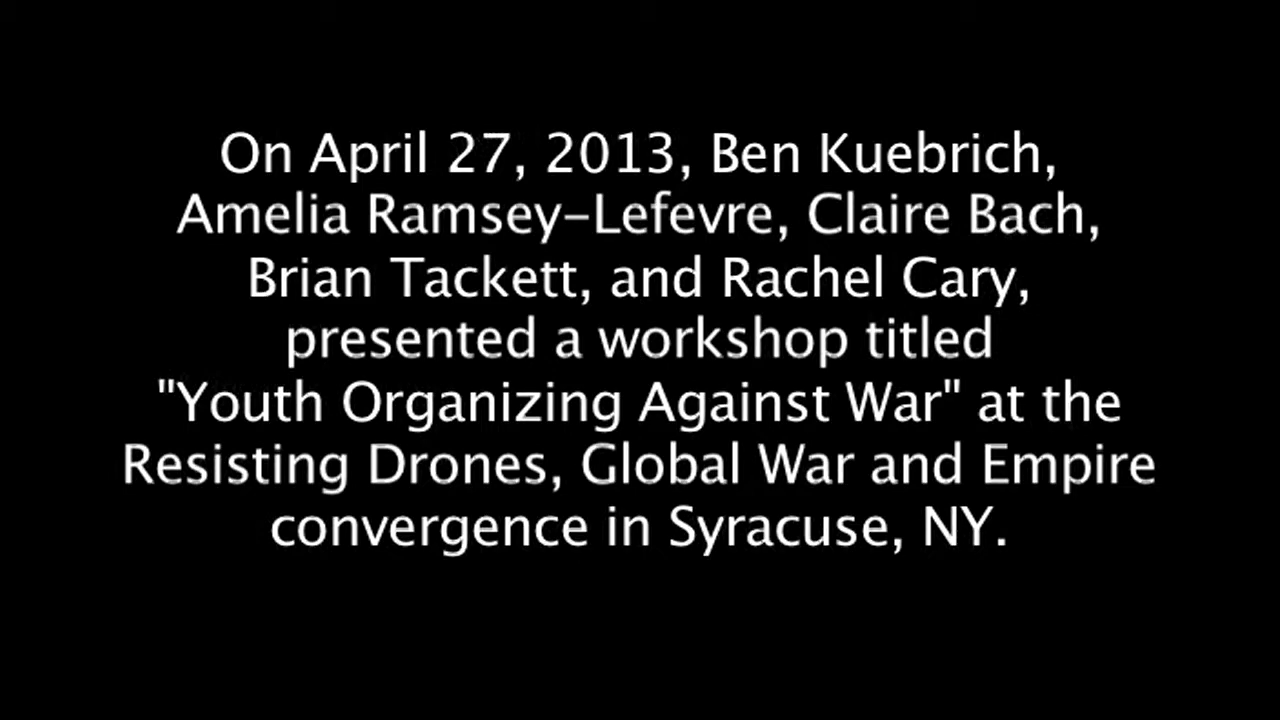 On April 27, 2013, Ben Kuebrich,
Amelia Ramsey-Lefevre, Claire Bach,
Brian Tackett, and Rachel Cary,
presented a workshop titled
"Youth Organizing Against War" at the
Resisting Drones, Global War and Empire
convergence in Syracuse, NY.